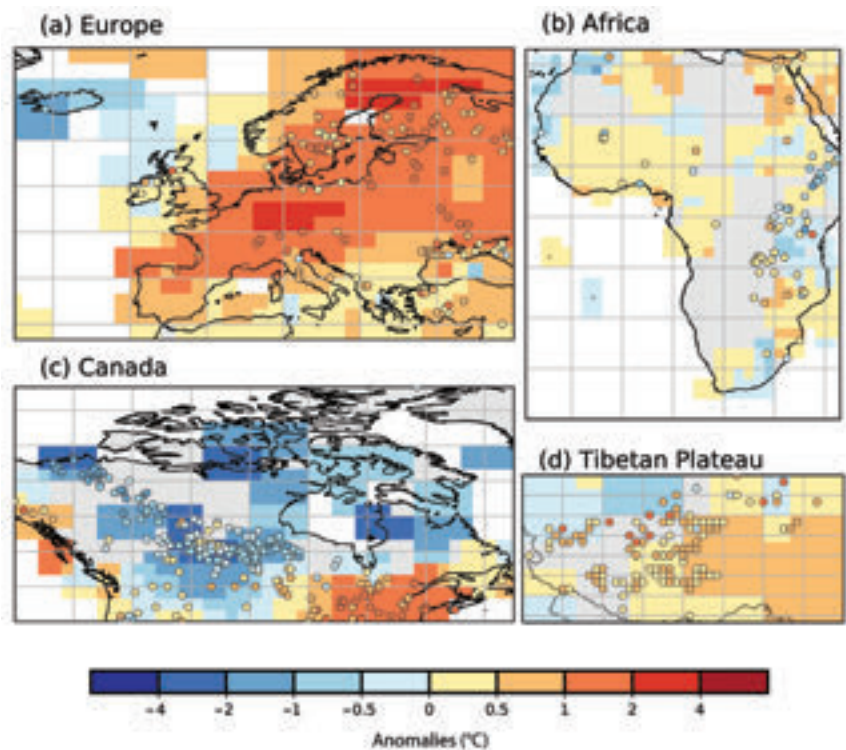 (a) Europe
(b) Africa
(c) Canada
(d) Tibetan Plateau
−4 −2 −1 −0.5 0 0.5 1 2 4
Anomalies (°C)